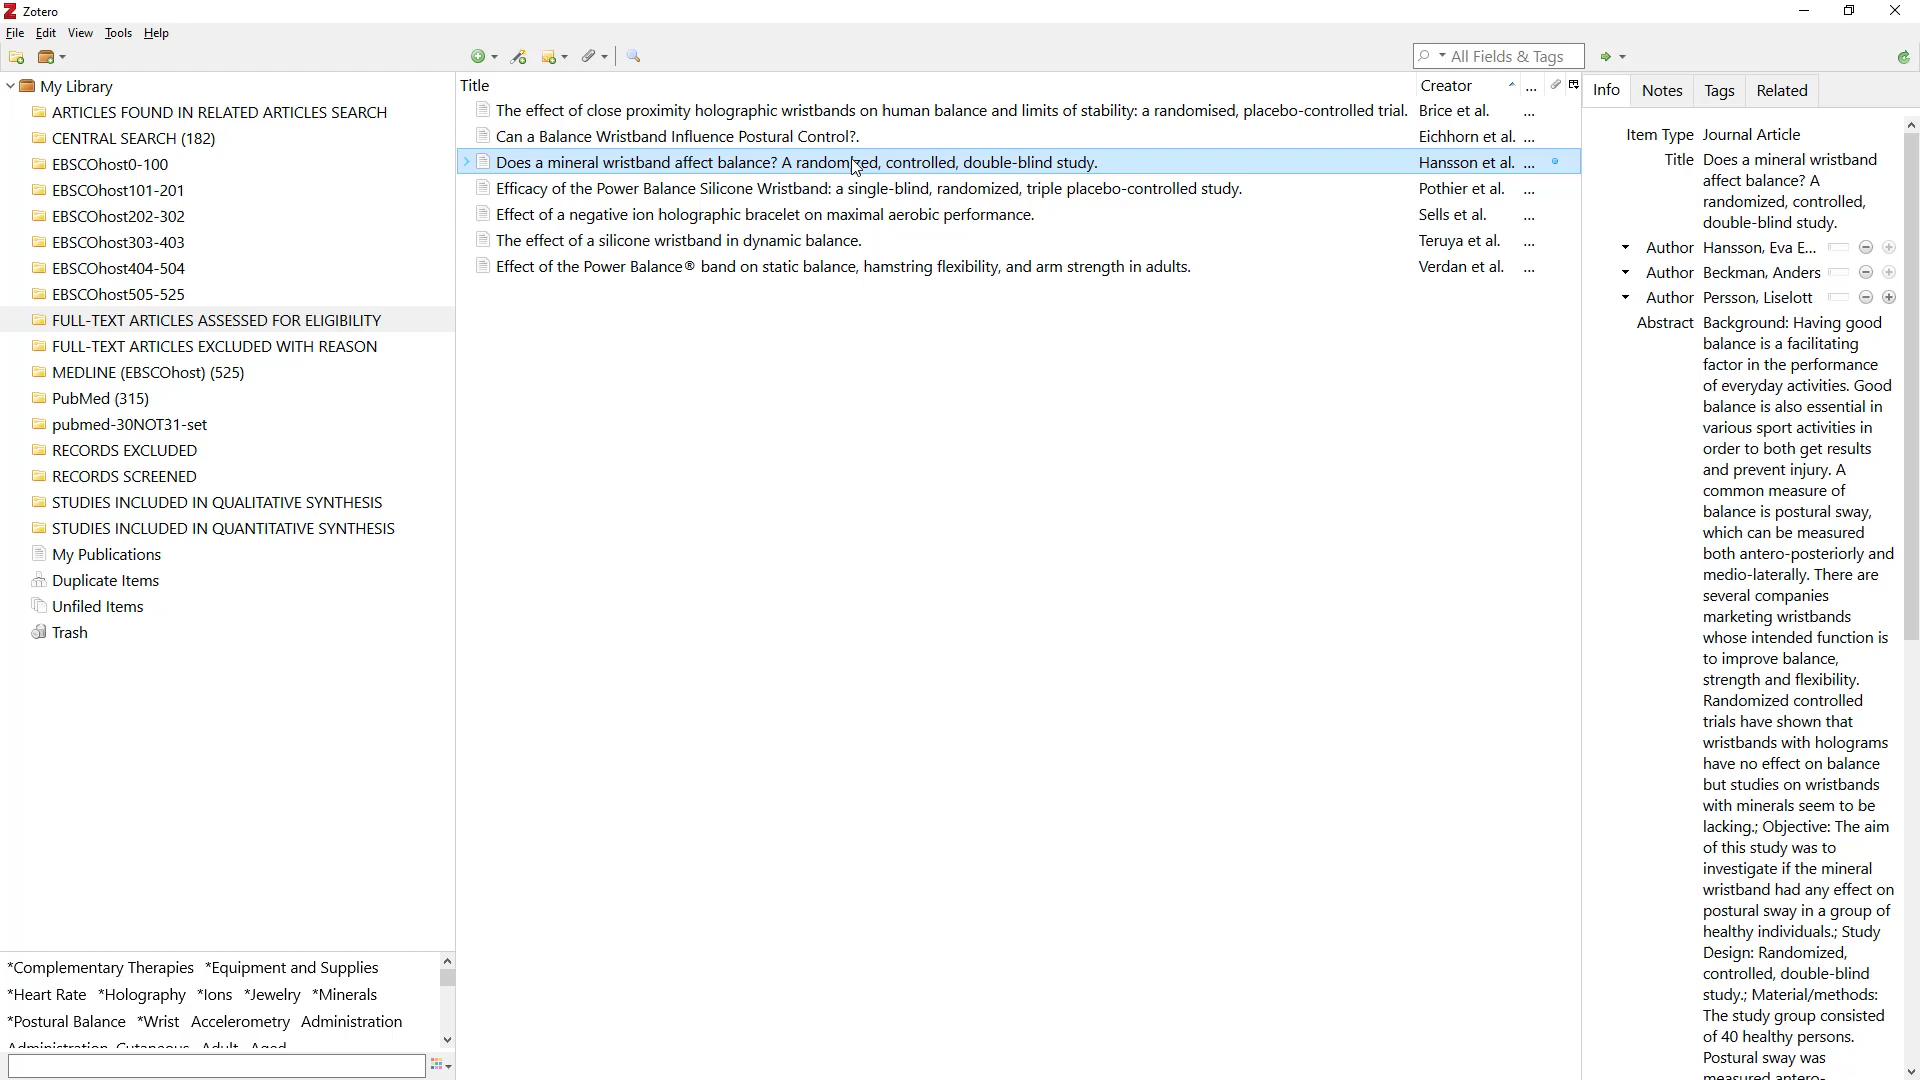 Zotero
File Edit View Tools Help
All Fields & Tags
My Library
ARTICLES FOUND IN RELATED ARTICLES SEARCH
CENTRAL SEARCH (182)
EBSCOhost0-100
EBSCOhost101-201
EBSCOhost202-302
EBSCOhost303-403
EBSCOhost404-504
EBSCOhost505-525
FULL-TEXT ARTICLES ASSESSED FOR ELIGIBILITY
FULL-TEXT ARTICLES EXCLUDED WITH REASON
MEDLINE (EBSCOhost) (525)
PubMed (315)
pubmed-30NOT31-set
RECORDS EXCLUDED
RECORDS SCREENED
STUDIES INCLUDED IN QUALITATIVE SYNTHESIS
STUDIES INCLUDED IN QUANTITATIVE SYNTHESIS
My Publications
Duplicate Items
Unfiled Items
Trash
*Complementary Therapies *Equipment and Supplies
*Heart Rate *Holography *Ions *Jewelry *Minerals
*Postural Balance *Wrist Accelerometry Administration
Administration, Cutaneous Adult Aged
Title Creator ...
The effect of close proximity holographic wristbands on human balance and limits of stability: a randomised, placebo-controlled trial. Brice et al. ...
Can a Balance Wristband Influence Postural Control?. Eichhorn et al. ...
Does a mineral wristband affect balance? A randomized, controlled, double-blind study. Hansson et al. ...
Efficacy of the Power Balance Silicone Wristband: a single-blind, randomized, triple placebo-controlled study. Pothier et al. ...
Effect of a negative ion holographic bracelet on maximal aerobic performance. Sells et al. ...
The effect of a silicone wristband in dynamic balance. Teruya et al. ...
Effect of the Power Balance® band on static balance, hamstring flexibility, and arm strength in adults. Verdan et al. ...
Info Notes Tags Related
Item Type Journal Article
Title Does a mineral wristband
affect balance? A
randomized, controlled,
double-blind study.
Author Hansson, Eva E...
Author Beckman, Anders
Author Persson, Liselott
Abstract Background: Having good
balance is a facilitating
factor in the performance
of everyday activities. Good
balance is also essential in
various sport activities in
order to both get results
and prevent injury. A
common measure of
balance is postural sway,
which can be measured
both antero-posteriorly and
medio-laterally. There are
several companies
marketing wristbands
whose intended function is
to improve balance,
strength and flexibility.
Randomized controlled
trials have shown that
wristbands with holograms
have no effect on balance
but studies on wristbands
with minerals seem to be
lacking.; Objective: The aim
of this study was to
investigate if the mineral
wristband had any effect on
postural sway in a group of
healthy individuals.; Study
Design: Randomized,
controlled, double-blind
study.; Material/methods:
The study group consisted
of 40 healthy persons.
Postural sway was
measured antero-